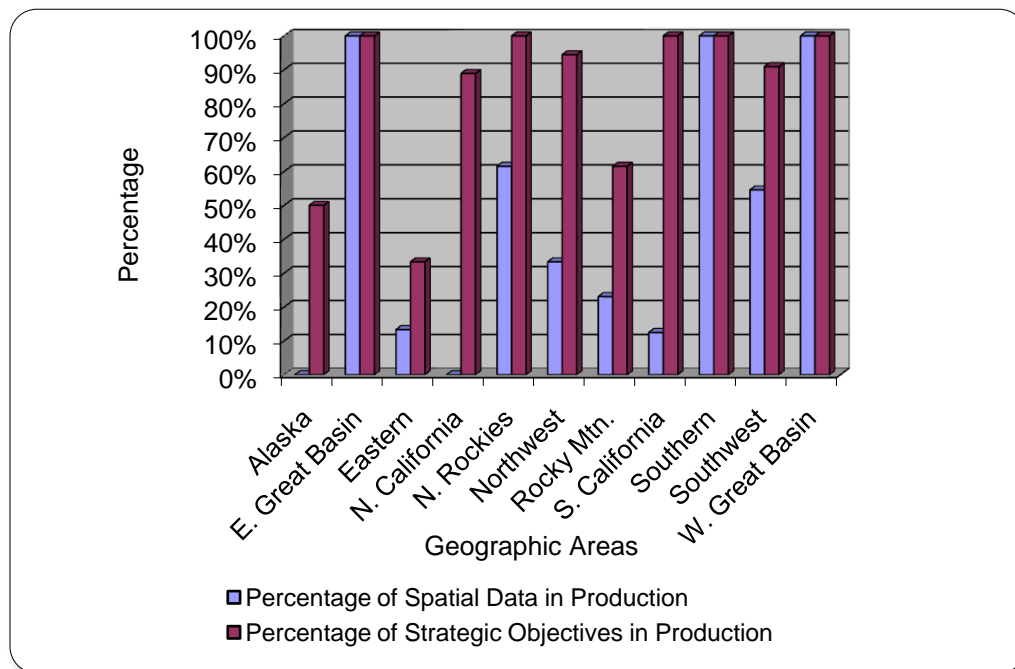 100%
90%
80%
70%
60%
50%
40%
30%
20%
10%
0%
Percentage
Alaska
E. Great Basin
Eastern
N. California
N. Rockies
Northwest
Rocky Mtn.
S. California
Southern
Southwest
W. Great Basin
Geographic Areas
Percentage of Spatial Data in Production
Percentage of Strategic Objectives in Production